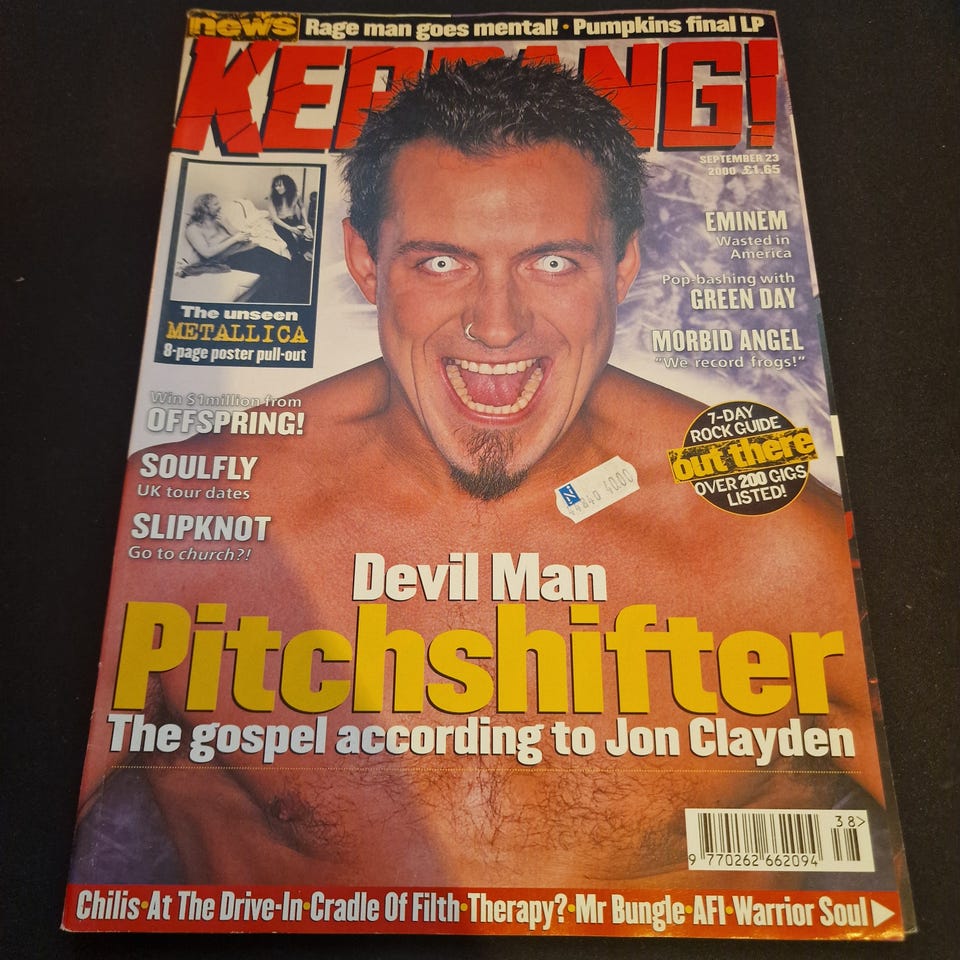 news Rage man goes mental! • Pumpkins final LP
KERRANG!
SEPTEMBER 23
2000 £1.65
The unseen
METALLICA
8-page poster pull-out
EMINEM
Wasted in
America
Pop-bashing with
GREEN DAY
MORBID ANGEL
"We record frogs!"
Win $1million from
OFFSPRING!
SOULFLY
UK tour dates
SLIPKNOT
Go to church?!
7-DAY
ROCK GUIDE
out there
OVER 200 GIGS
LISTED!
N
44840 40.00
Devil Man
Pitchshifter
The gospel according to Jon Clayden
38>
9 770262 662094
Chilis•At The Drive-In•Cradle Of Filth•Therapy?•Mr Bungle•AFI•Warrior Soul